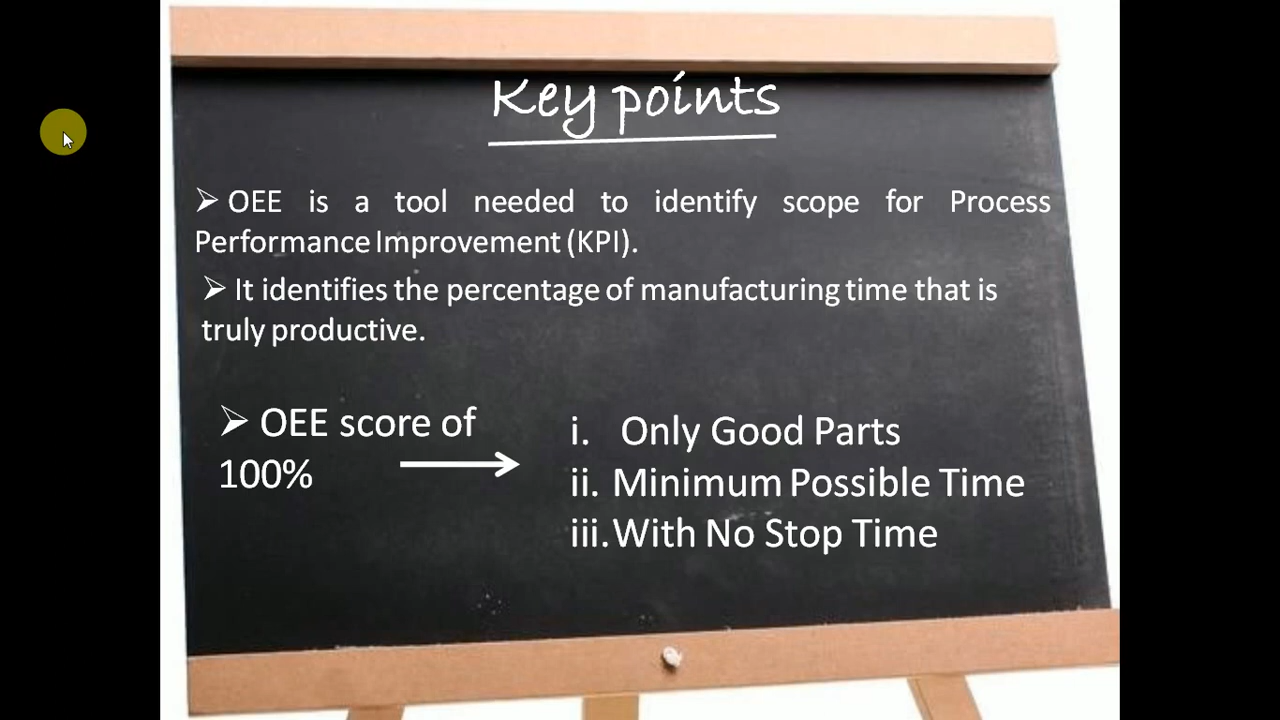 Key points
➢ OEE is a tool needed to identify scope for Process
Performance Improvement (KPI).
➢ It identifies the percentage of manufacturing time that is
truly productive.
➢ OEE score of
100%
i. Only Good Parts
ii. Minimum Possible Time
iii. With No Stop Time